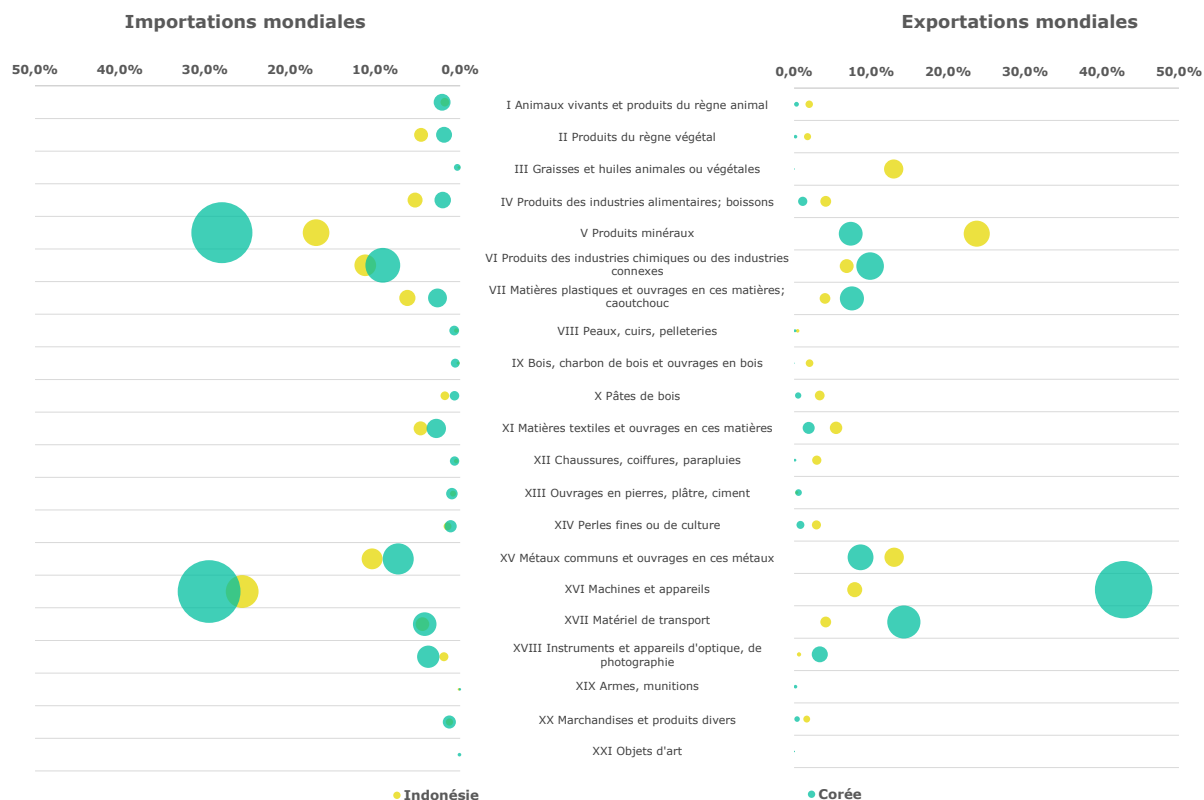 Importations mondiales
Exportations mondiales
50,0% 40,0% 30,0% 20,0% 10,0% 0,0%
0,0% 10,0% 20,0% 30,0% 40,0% 50,0%
I Animaux vivants et produits du règne animal
II Produits du règne végétal
III Graisses et huiles animales ou végétales
IV Produits des industries alimentaires; boissons
V Produits minéraux
VI Produits des industries chimiques ou des industries
connexes
VII Matières plastiques et ouvrages en ces matières;
caoutchouc
VIII Peaux, cuirs, pelleteries
IX Bois, charbon de bois et ouvrages en bois
X Pâtes de bois
XI Matières textiles et ouvrages en ces matières
XII Chaussures, coiffures, parapluies
XIII Ouvrages en pierres, plâtre, ciment
XIV Perles fines ou de culture
XV Métaux communs et ouvrages en ces métaux
XVI Machines et appareils
XVII Matériel de transport
XVIII Instruments et appareils d'optique, de
photographie
XIX Armes, munitions
XX Marchandises et produits divers
XXI Objets d'art
Indonésie
Corée